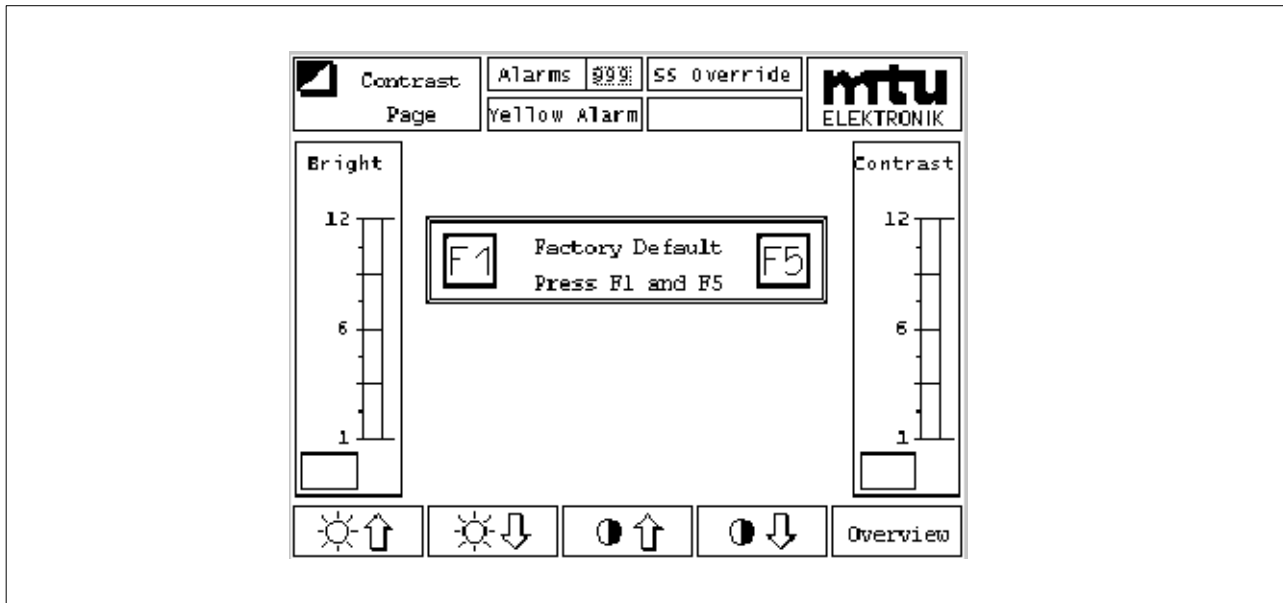 Contrast
Page
Alarms 999
SS Override
Yellow Alarm
mtu
ELEKTRONIK
Bright
12
6
1
F1
Factory Default
Press F1 and F5
F5
Contrast
12
6
1
Overview